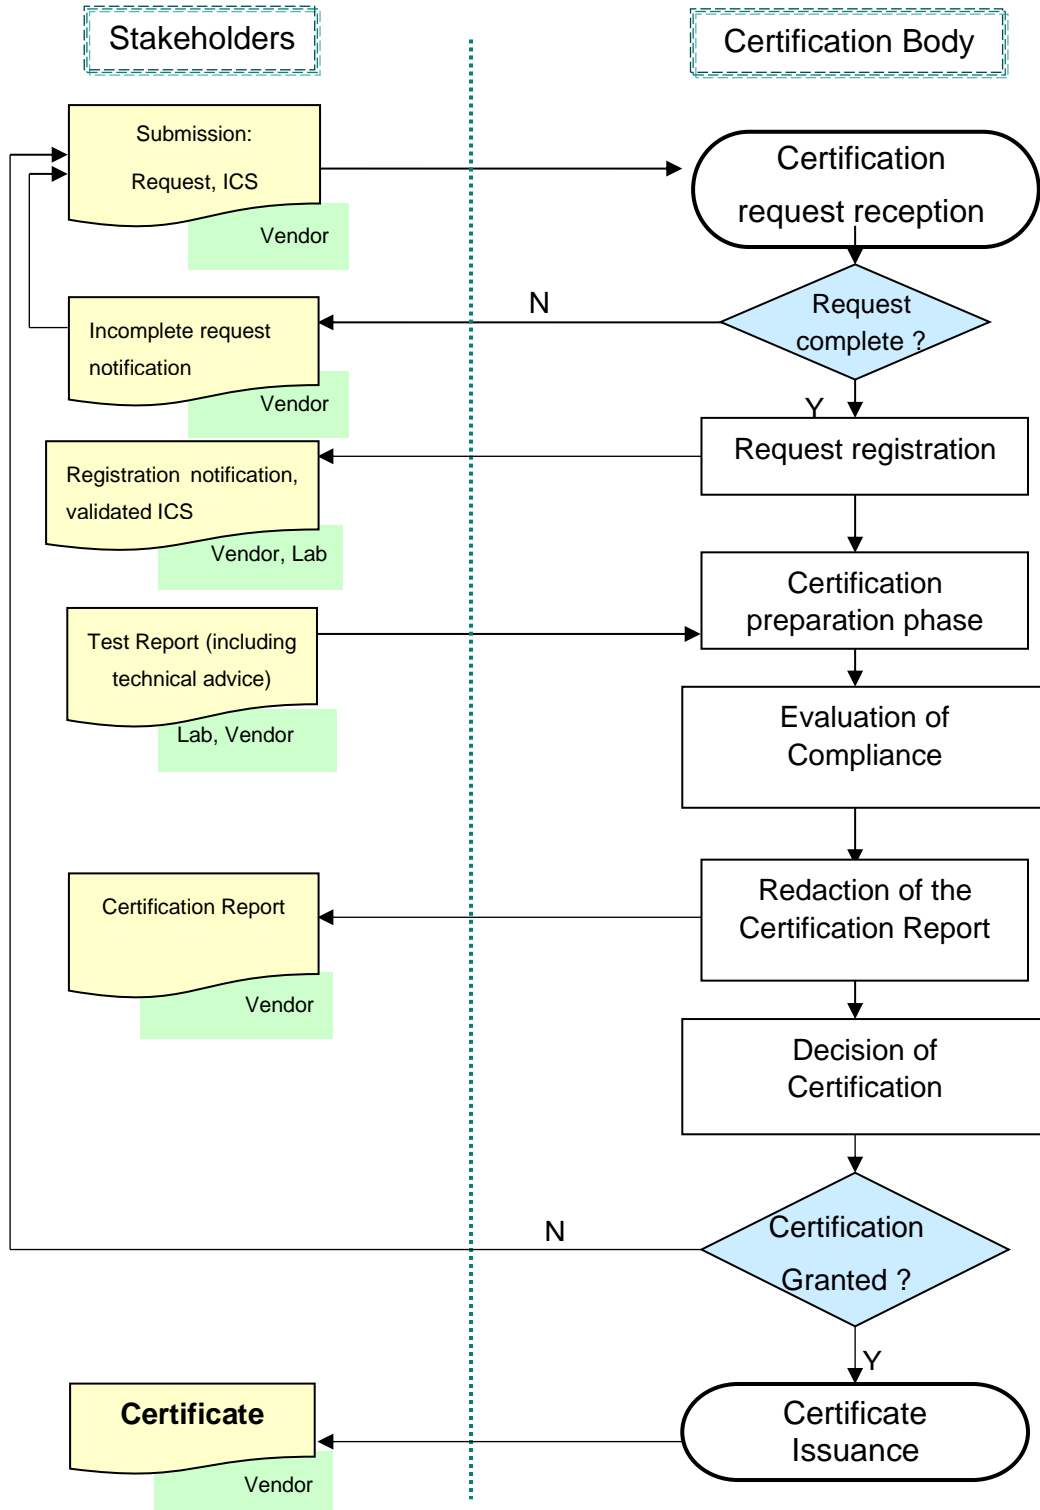 Stakeholders
Certification Body
Submission:
Request, ICS
Vendor
Certification
request reception
N
Request
complete ?
Incomplete request
notification
Vendor
Y
Request registration
Registration notification,
validated ICS
Vendor, Lab
Certification
preparation phase
Test Report (including
technical advice)
Lab, Vendor
Evaluation of
Compliance
Redaction of the
Certification Report
Certification Report
Vendor
Decision of
Certification
N
Certification
Granted ?
Y
Certificate
Vendor
Certificate
Issuance